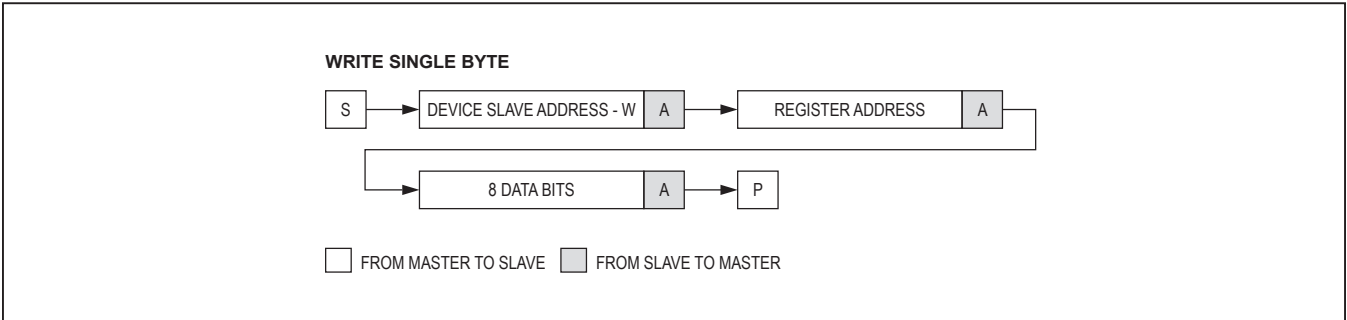 WRITE SINGLE BYTE
S DEVICE SLAVE ADDRESS - W A REGISTER ADDRESS A
8 DATA BITS A P
FROM MASTER TO SLAVE FROM SLAVE TO MASTER